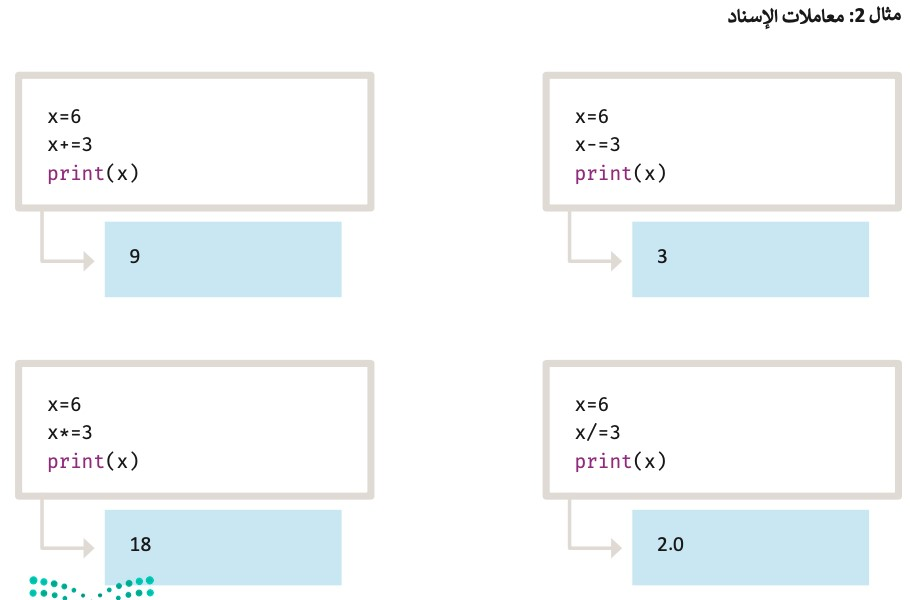 مثال 2: معاملات الإسناد
x=6
x+=3
print(x)
9
x=6
x-=3
print(x)
3
x=6
x*=3
print(x)
18
x=6
x/=3
print(x)
2.0